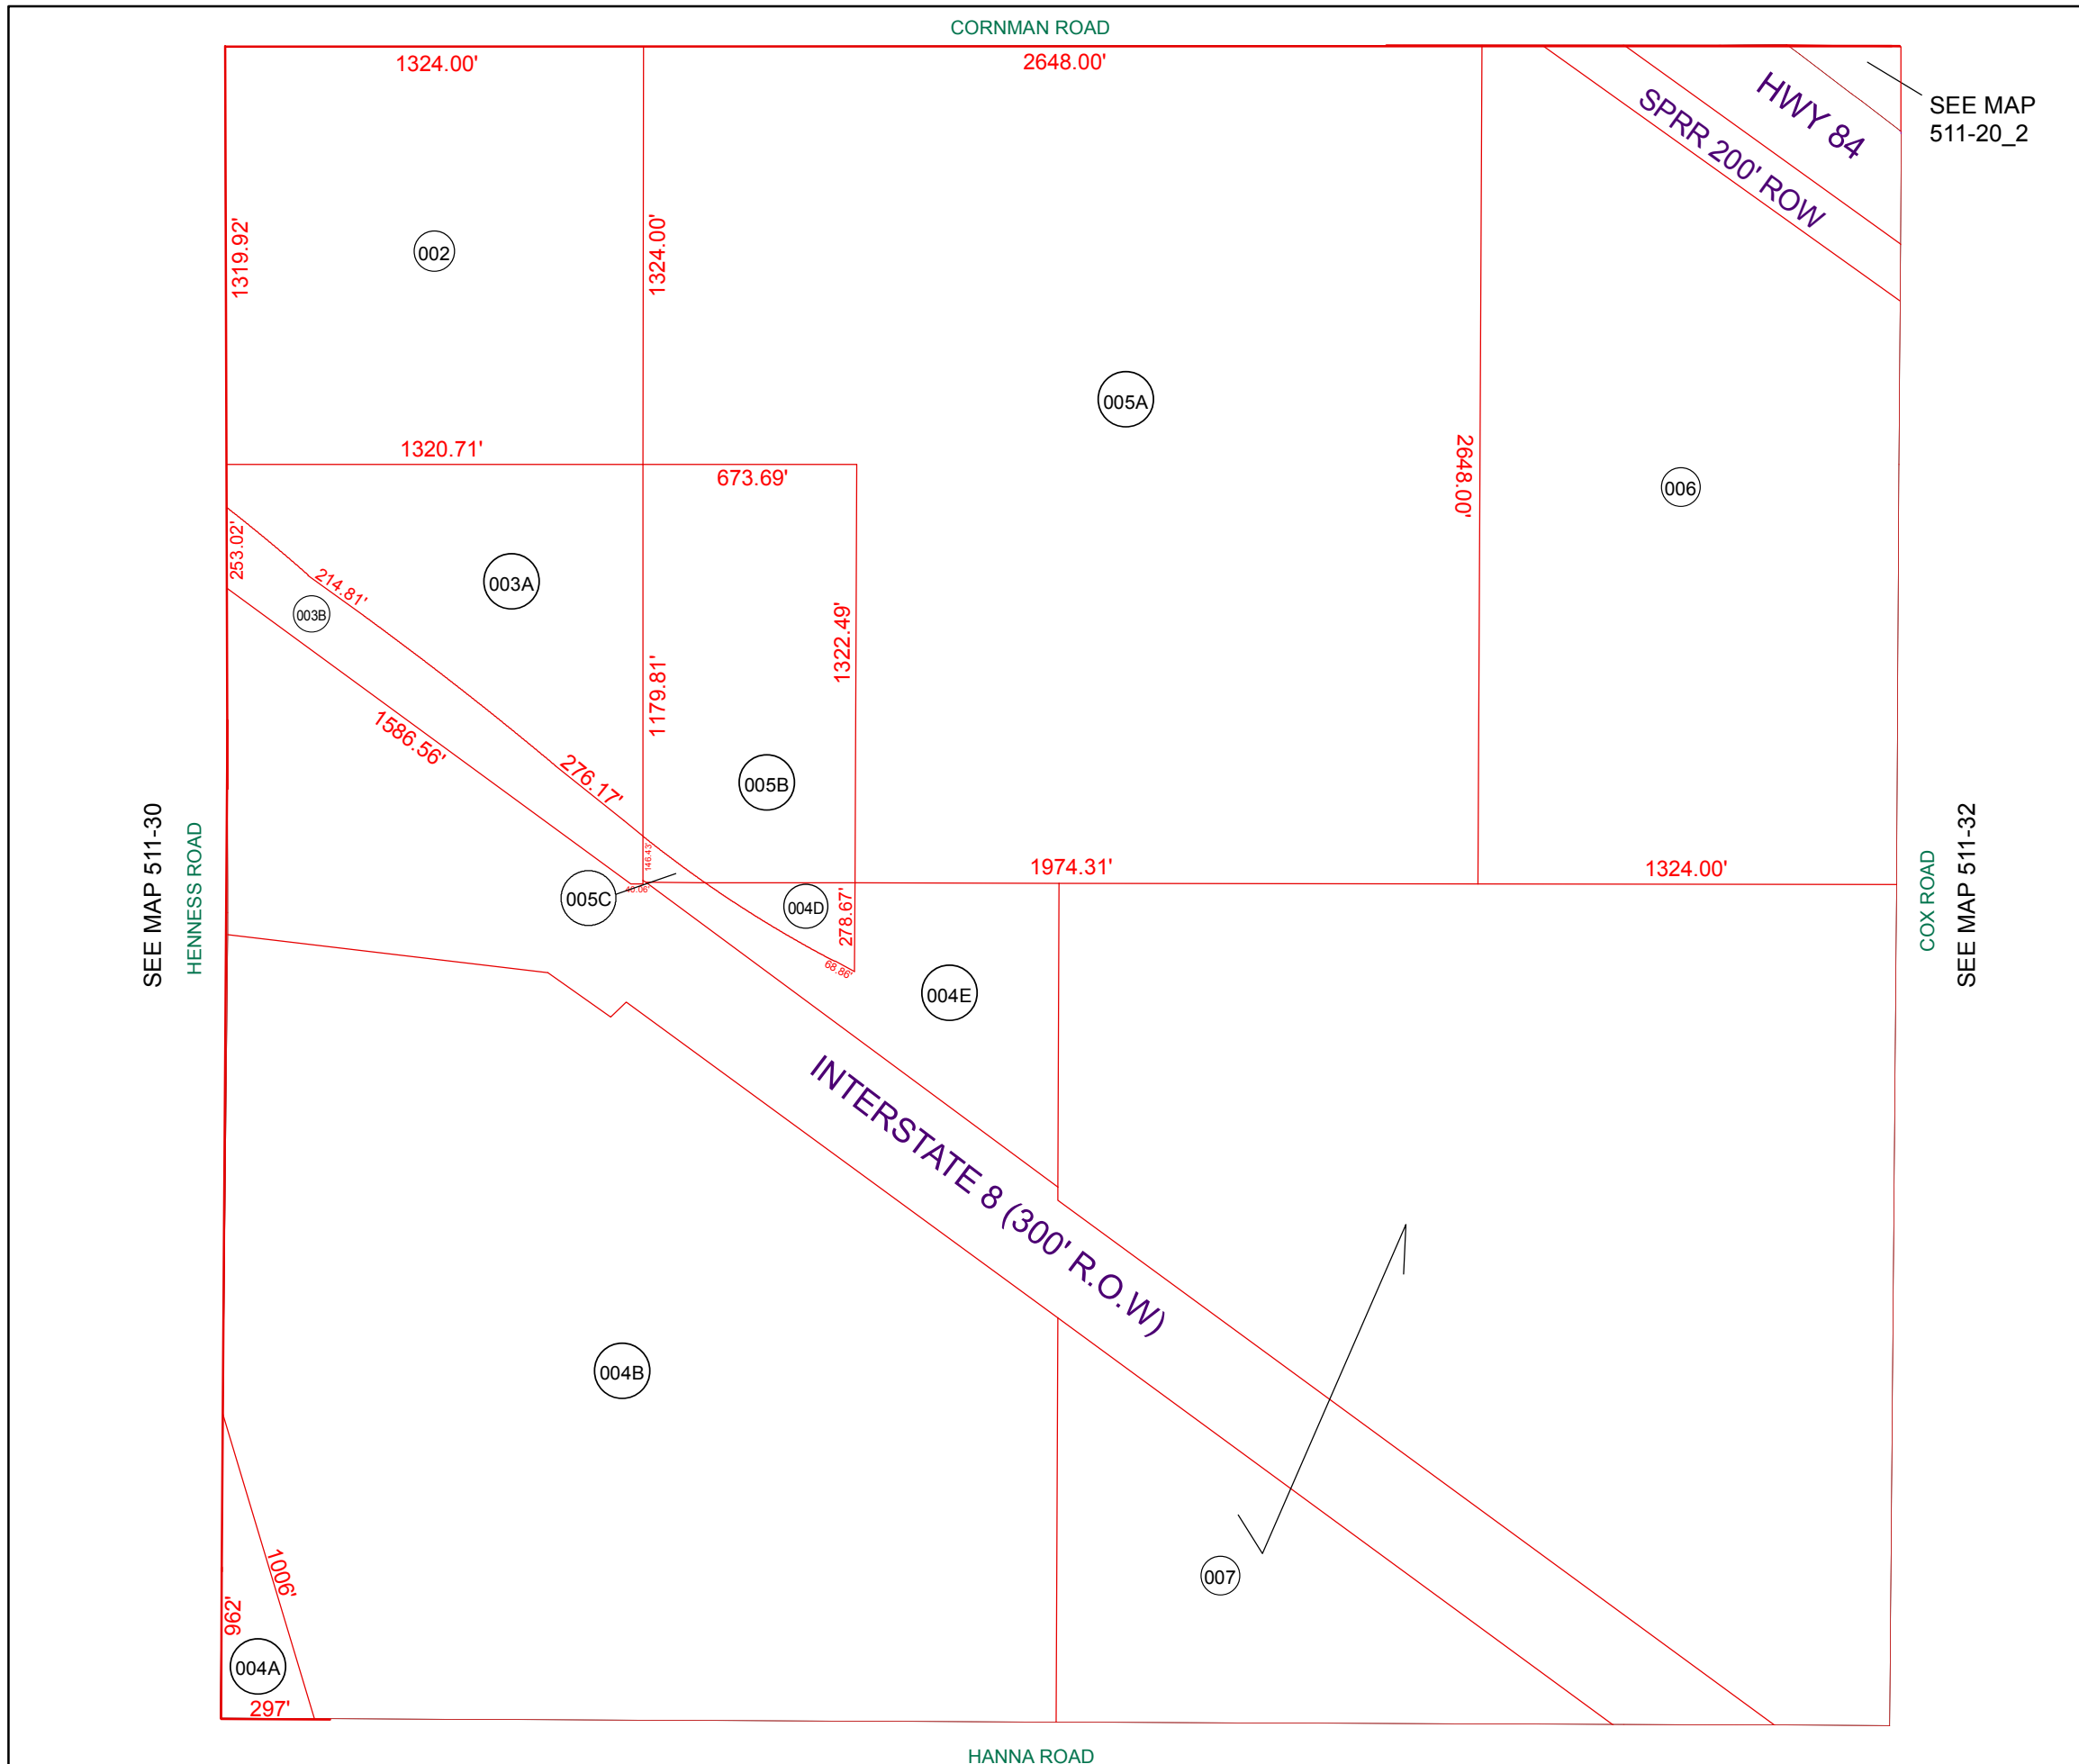 CORNMAN ROAD
1324.00'
2648.00'
HWY 84
SPRR 200' ROW
SEE MAP
511-20_2
1319.92'
002
1324.00'
005A
1320.71'
673.69'
2648.00'
006
253.02'
214.81'
003A
003B
1322.49'
1179.81'
1586.56'
276.17'
005B
SEE MAP 511-30
HENNESS ROAD
146.43'
1974.31'
1324.00'
40.06'
005C
004D
278.67'
68.86'
COX ROAD
SEE MAP 511-32
004E
INTERSTATE 8 (300' R.O.W)
004B
007
1006'
962'
004A
297'
HANNA ROAD